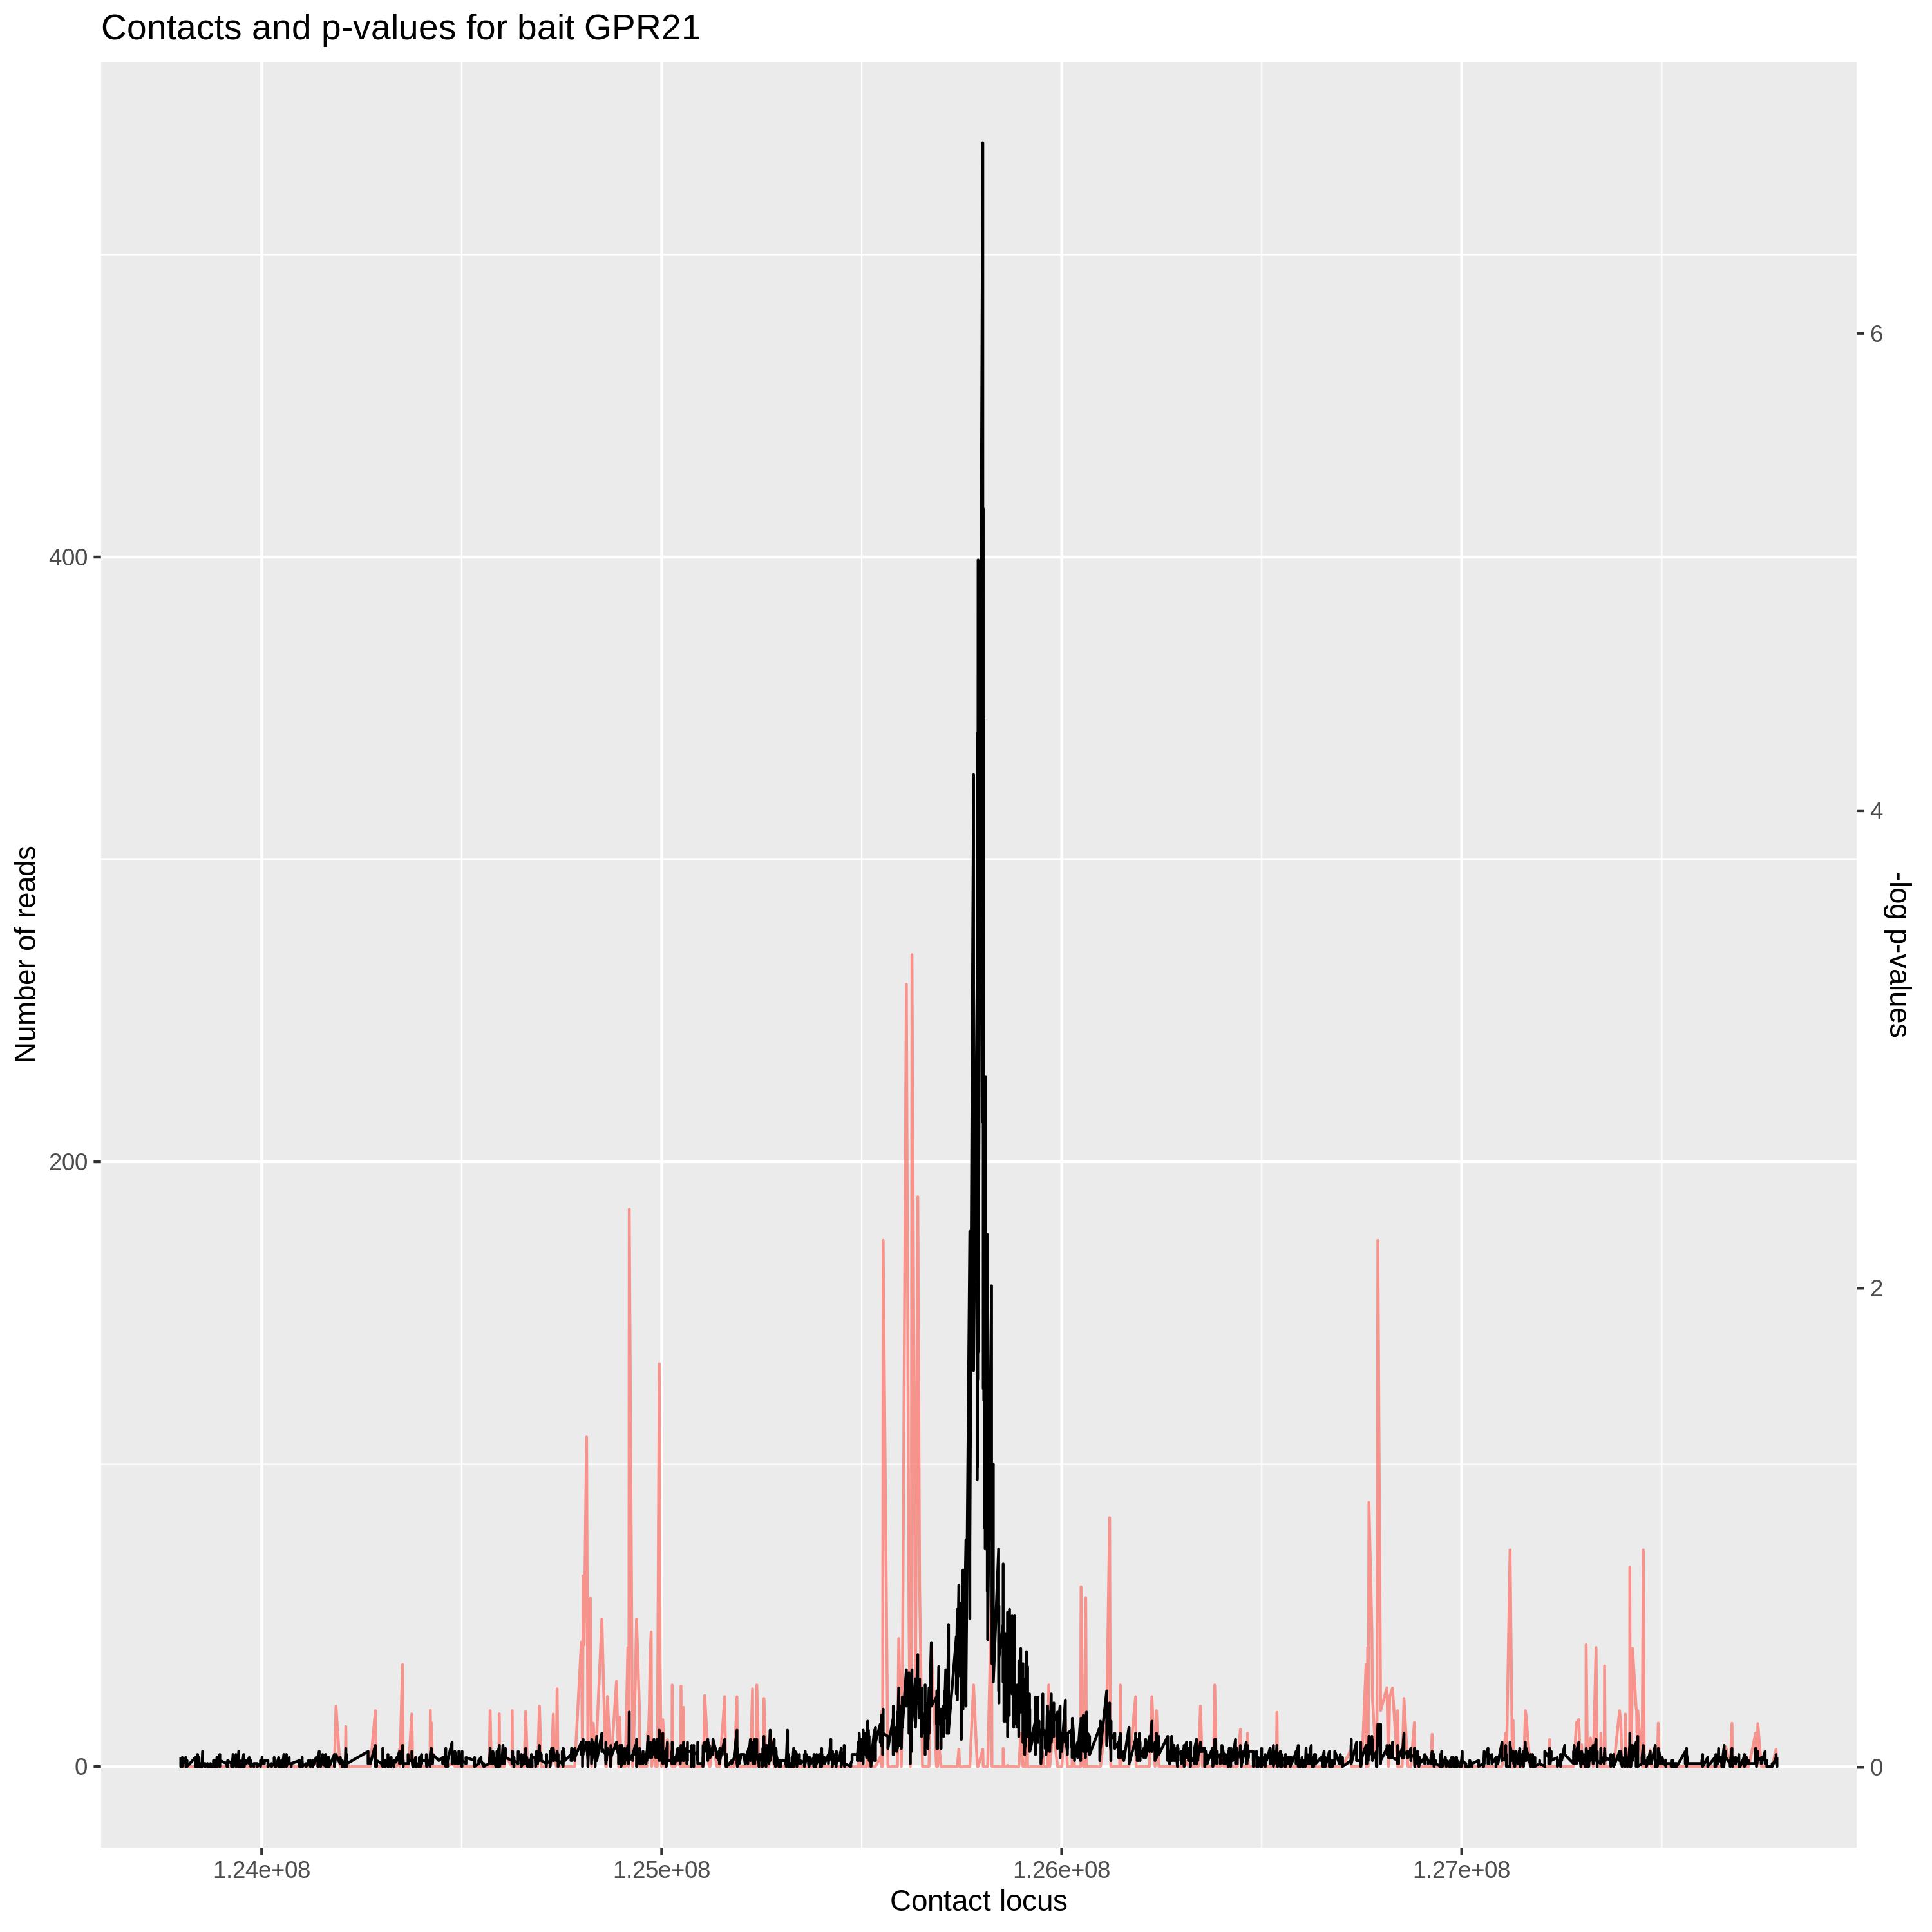 Contacts and p-values for bait GPR21
Number of reads
400
200
0
6
4
2
0
-log p-values
1.24e+08
1.25e+08
1.26e+08
1.27e+08
Contact locus